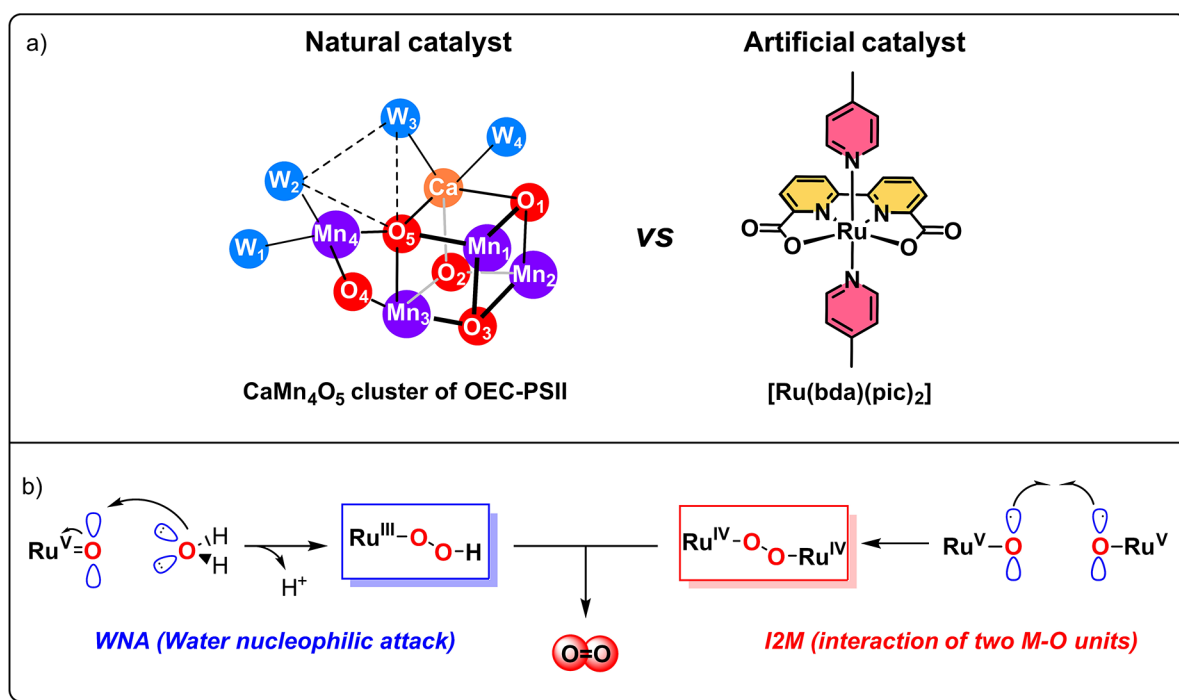 a)
Natural catalyst
Artificial catalyst
W₃
W₄
W₂
Ca
O₁
W₁
Mn₄
O₅
Mn₁
O₂
Mn₂
O₄
Mn₃
O₃
CaMn₄O₅ cluster of OEC-PSII
vs
N
N N
O O Ru O O
N
[Ru(bda)(pic)₂]
b)
Ruⱽ=O
O H
H
H⁺
Ruᴵᴵᴵ-O
O-H
Ruᴵⱽ-O
O-Ruᴵⱽ
Ruⱽ-O
O-Ruⱽ
WNA (Water nucleophilic attack)
O=O
I2M (interaction of two M-O units)